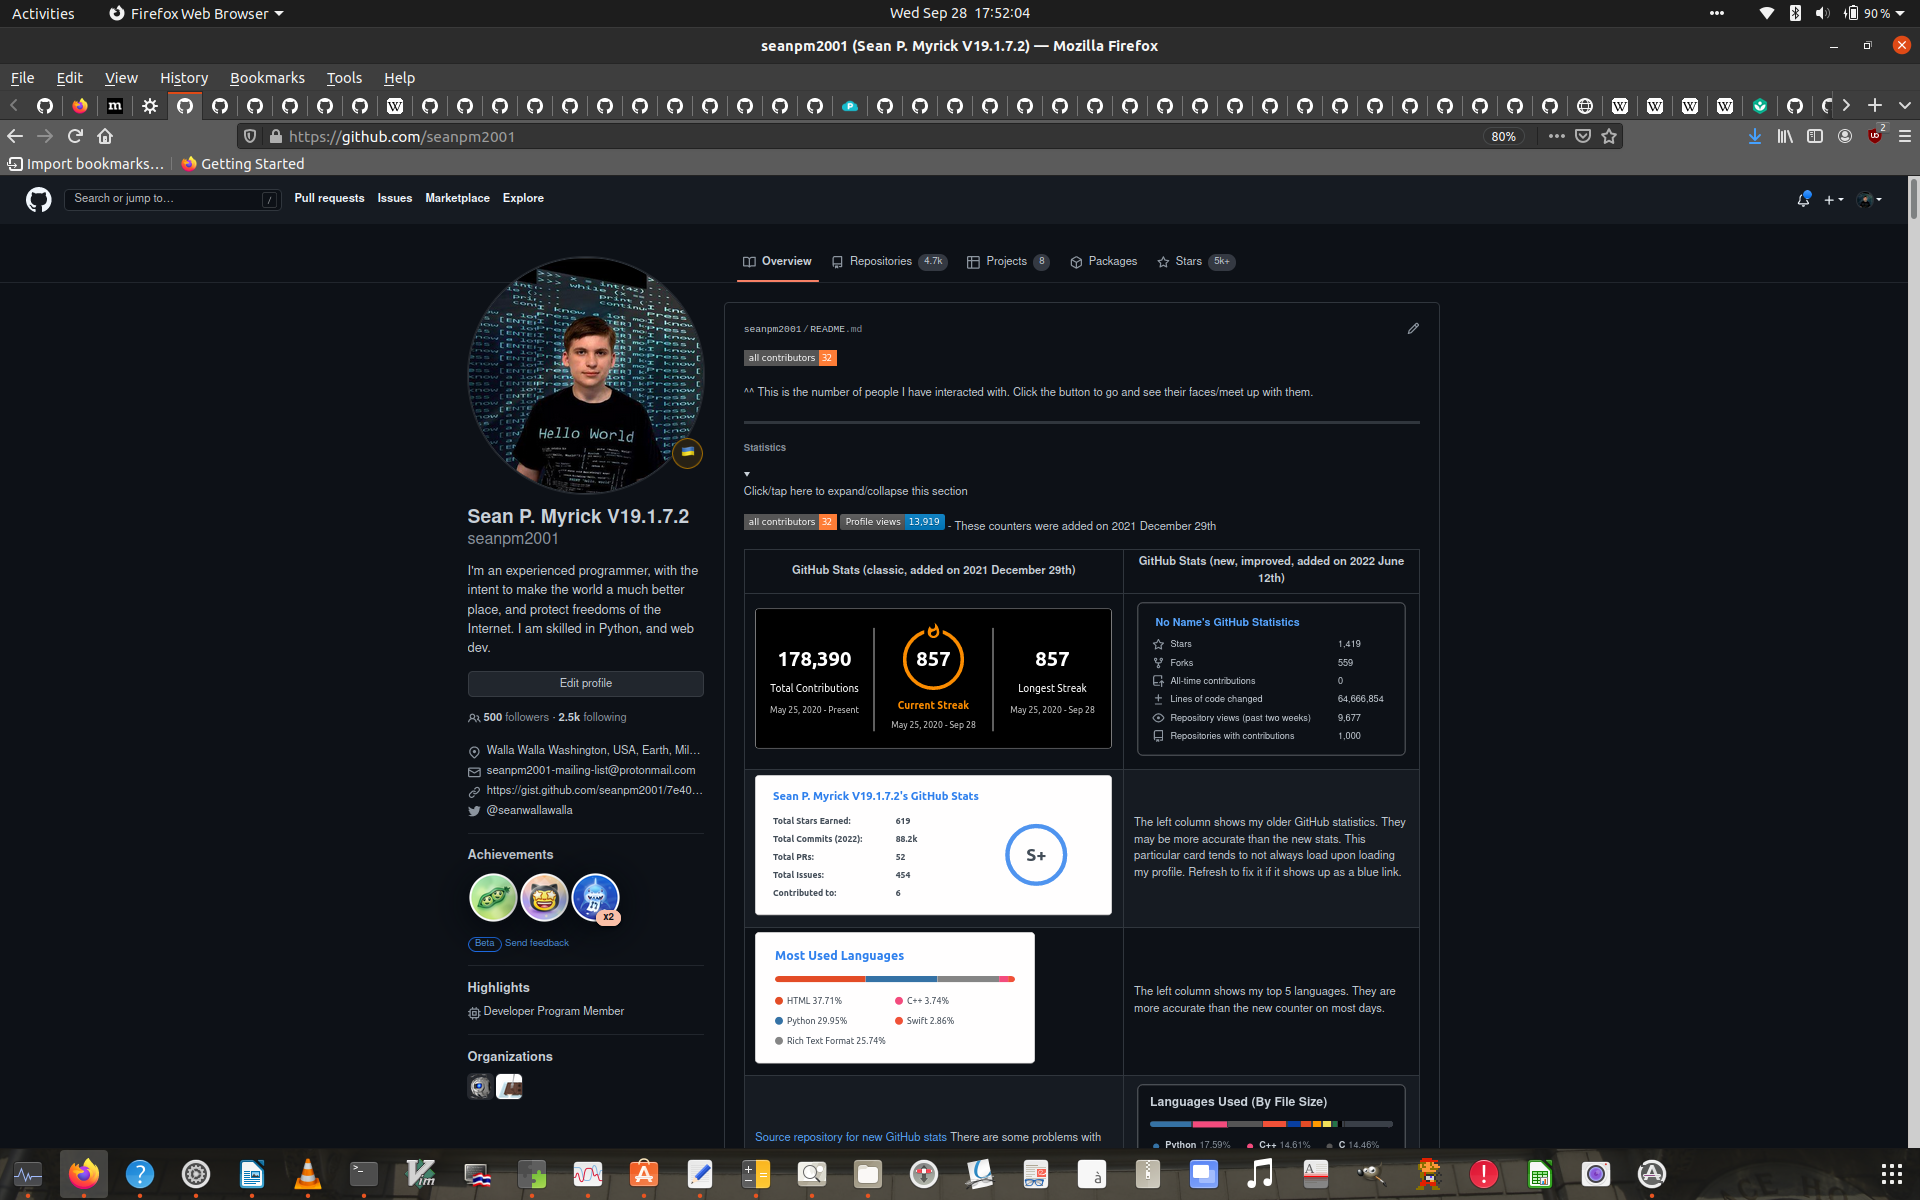 Activities
Firefox Web Browser
Wed Sep 28 17:52:04
90 %
seanpm2001 (Sean P. Myrick V19.1.7.2) — Mozilla Firefox
File Edit View History Bookmarks Tools Help
https://github.com/seanpm2001
80%
2
Import bookmarks…
Getting Started
Search or jump to…
/
Pull requests Issues Marketplace Explore
Overview
Repositories 4.7k
Projects 8
Packages
Stars 5k+
Hello World
Sean P. Myrick V19.1.7.2
seanpm2001
I'm an experienced programmer, with the
intent to make the world a much better
place, and protect freedoms of the
Internet. I am skilled in Python, and web
dev.
Edit profile
500 followers · 2.5k following
Walla Walla Washington, USA, Earth, Mil…
seanpm2001-mailing-list@protonmail.com
https://gist.github.com/seanpm2001/7e40…
@seanwallawalla
Achievements
x2
Beta Send feedback
Highlights
Developer Program Member
Organizations
seanpm2001/README.md
all contributors 32
^^ This is the number of people I have interacted with. Click the button to go and see their faces/meet up with them.
Statistics
Click/tap here to expand/collapse this section
all contributors 32 Profile views 13,919 - These counters were added on 2021 December 29th
GitHub Stats (classic, added on 2021 December 29th)
GitHub Stats (new, improved, added on 2022 June
12th)
178,390
Total Contributions
May 25, 2020 - Present
857
Current Streak
May 25, 2020 - Sep 28
857
Longest Streak
May 25, 2020 - Sep 28
No Name's GitHub Statistics
Stars 1,419
Forks 559
All-time contributions 0
Lines of code changed 64,666,854
Repository views (past two weeks) 9,677
Repositories with contributions 1,000
Sean P. Myrick V19.1.7.2's GitHub Stats
Total Stars Earned: 619
Total Commits (2022): 88.2k
Total PRs: 52
Total Issues: 454
Contributed to: 6
S+
The left column shows my older GitHub statistics. They
may be more accurate than the new stats. This
particular card tends to not always load upon loading
my profile. Refresh to fix it if it shows up as a blue link.
Most Used Languages
HTML 37.71%
C++ 3.74%
Python 29.95%
Swift 2.86%
Rich Text Format 25.74%
The left column shows my top 5 languages. They are
more accurate than the new counter on most days.
Source repository for new GitHub stats There are some problems with
Languages Used (By File Size)
Python 17.59% C++ 14.61% C 14.46%